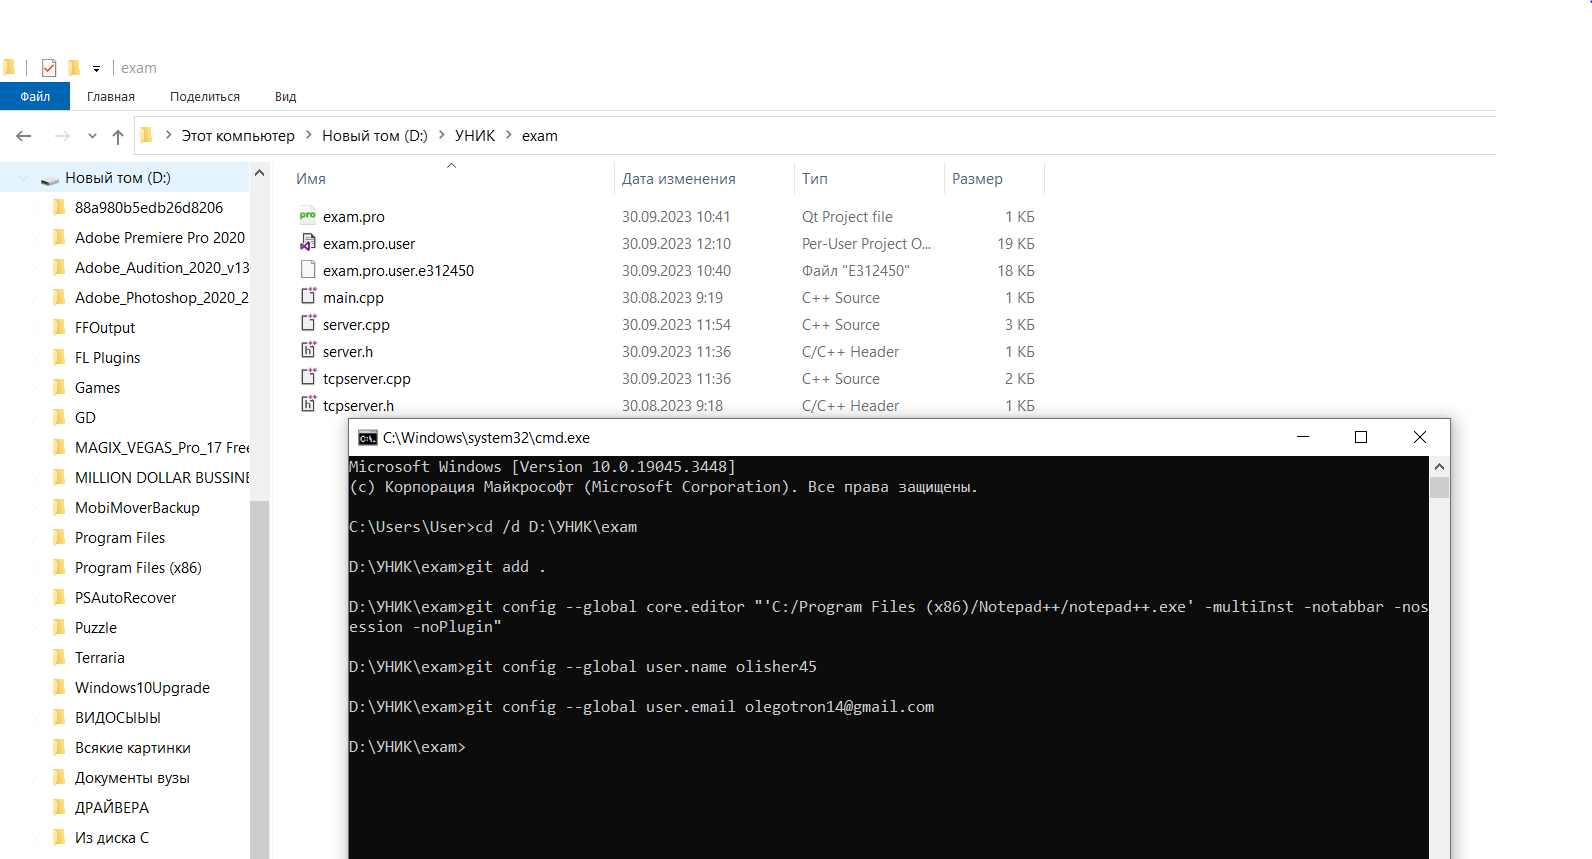 exam
Файл Главная Поделиться Вид
Этот компьютер Новый том (D:) УНИК exam
Новый том (D:)
88a980b5edb26d8206
Adobe Premiere Pro 2020
Adobe_Audition_2020_v13
Adobe_Photoshop_2020_2
FFOutput
FL Plugins
Games
GD
MAGIX_VEGAS_Pro_17 Free
MILLION DOLLAR BUSSINE
MobiMoverBackup
Program Files
Program Files (x86)
PSAutoRecover
Puzzle
Terraria
Windows10Upgrade
ВИДОСЫЫЫ
Всякие картинки
Документы вузы
ДРАЙВЕРА
Из диска С
Имя Дата изменения Тип Размер
exam.pro 30.09.2023 10:41 Qt Project file 1 КБ
exam.pro.user 30.09.2023 12:10 Per-User Project O... 19 КБ
exam.pro.user.e312450 30.09.2023 10:40 Файл "E312450" 18 КБ
main.cpp 30.08.2023 9:19 C++ Source 1 КБ
server.cpp 30.09.2023 11:54 C++ Source 3 КБ
server.h 30.09.2023 11:36 C/C++ Header 1 КБ
tcpserver.cpp 30.09.2023 11:36 C++ Source 2 КБ
tcpserver.h 30.08.2023 9:18 C/C++ Header 1 КБ
C:\Windows\system32\cmd.exe
Microsoft Windows [Version 10.0.19045.3448]
(c) Корпорация Майкрософт (Microsoft Corporation). Все права защищены.
C:\Users\User>cd /d D:\УНИК\exam
D:\УНИК\exam>git add .
D:\УНИК\exam>git config --global core.editor "'C:/Program Files (x86)/Notepad++/notepad++.exe' -multiInst -notabbar -nos
ession -noPlugin"
D:\УНИК\exam>git config --global user.name olisher45
D:\УНИК\exam>git config --global user.email olegotron14@gmail.com
D:\УНИК\exam>